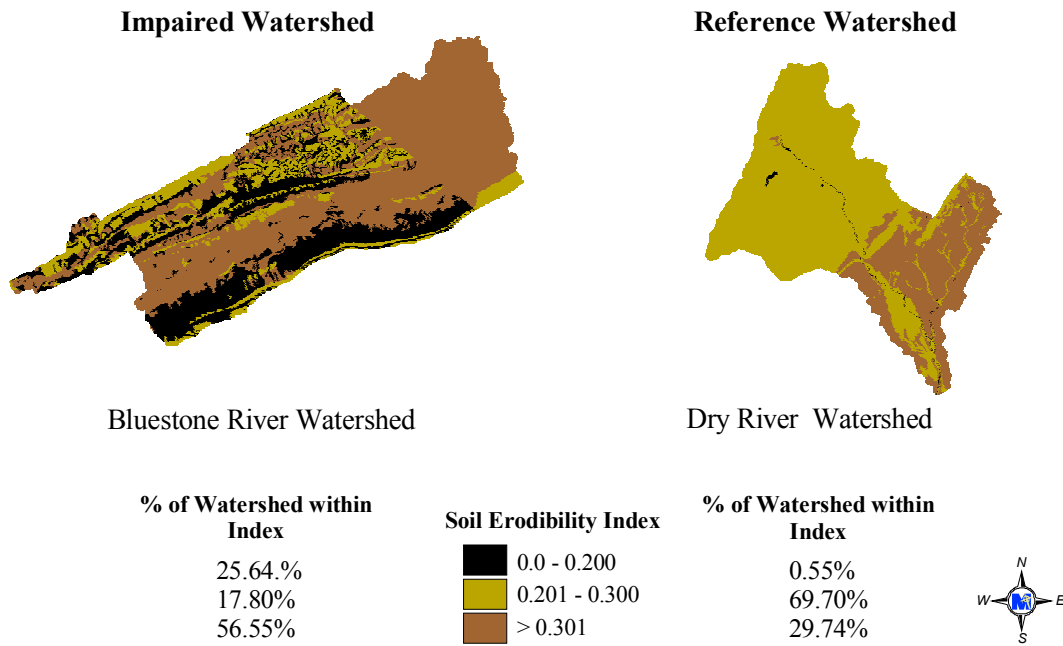 Impaired Watershed
Reference Watershed
Bluestone River Watershed
Dry River Watershed
% of Watershed within
Index
25.64.%
17.80%
56.55%
Soil Erodibility Index
0.0 - 0.200
0.201 - 0.300
> 0.301
% of Watershed within
Index
0.55%
69.70%
29.74%
N
W
M
E
S